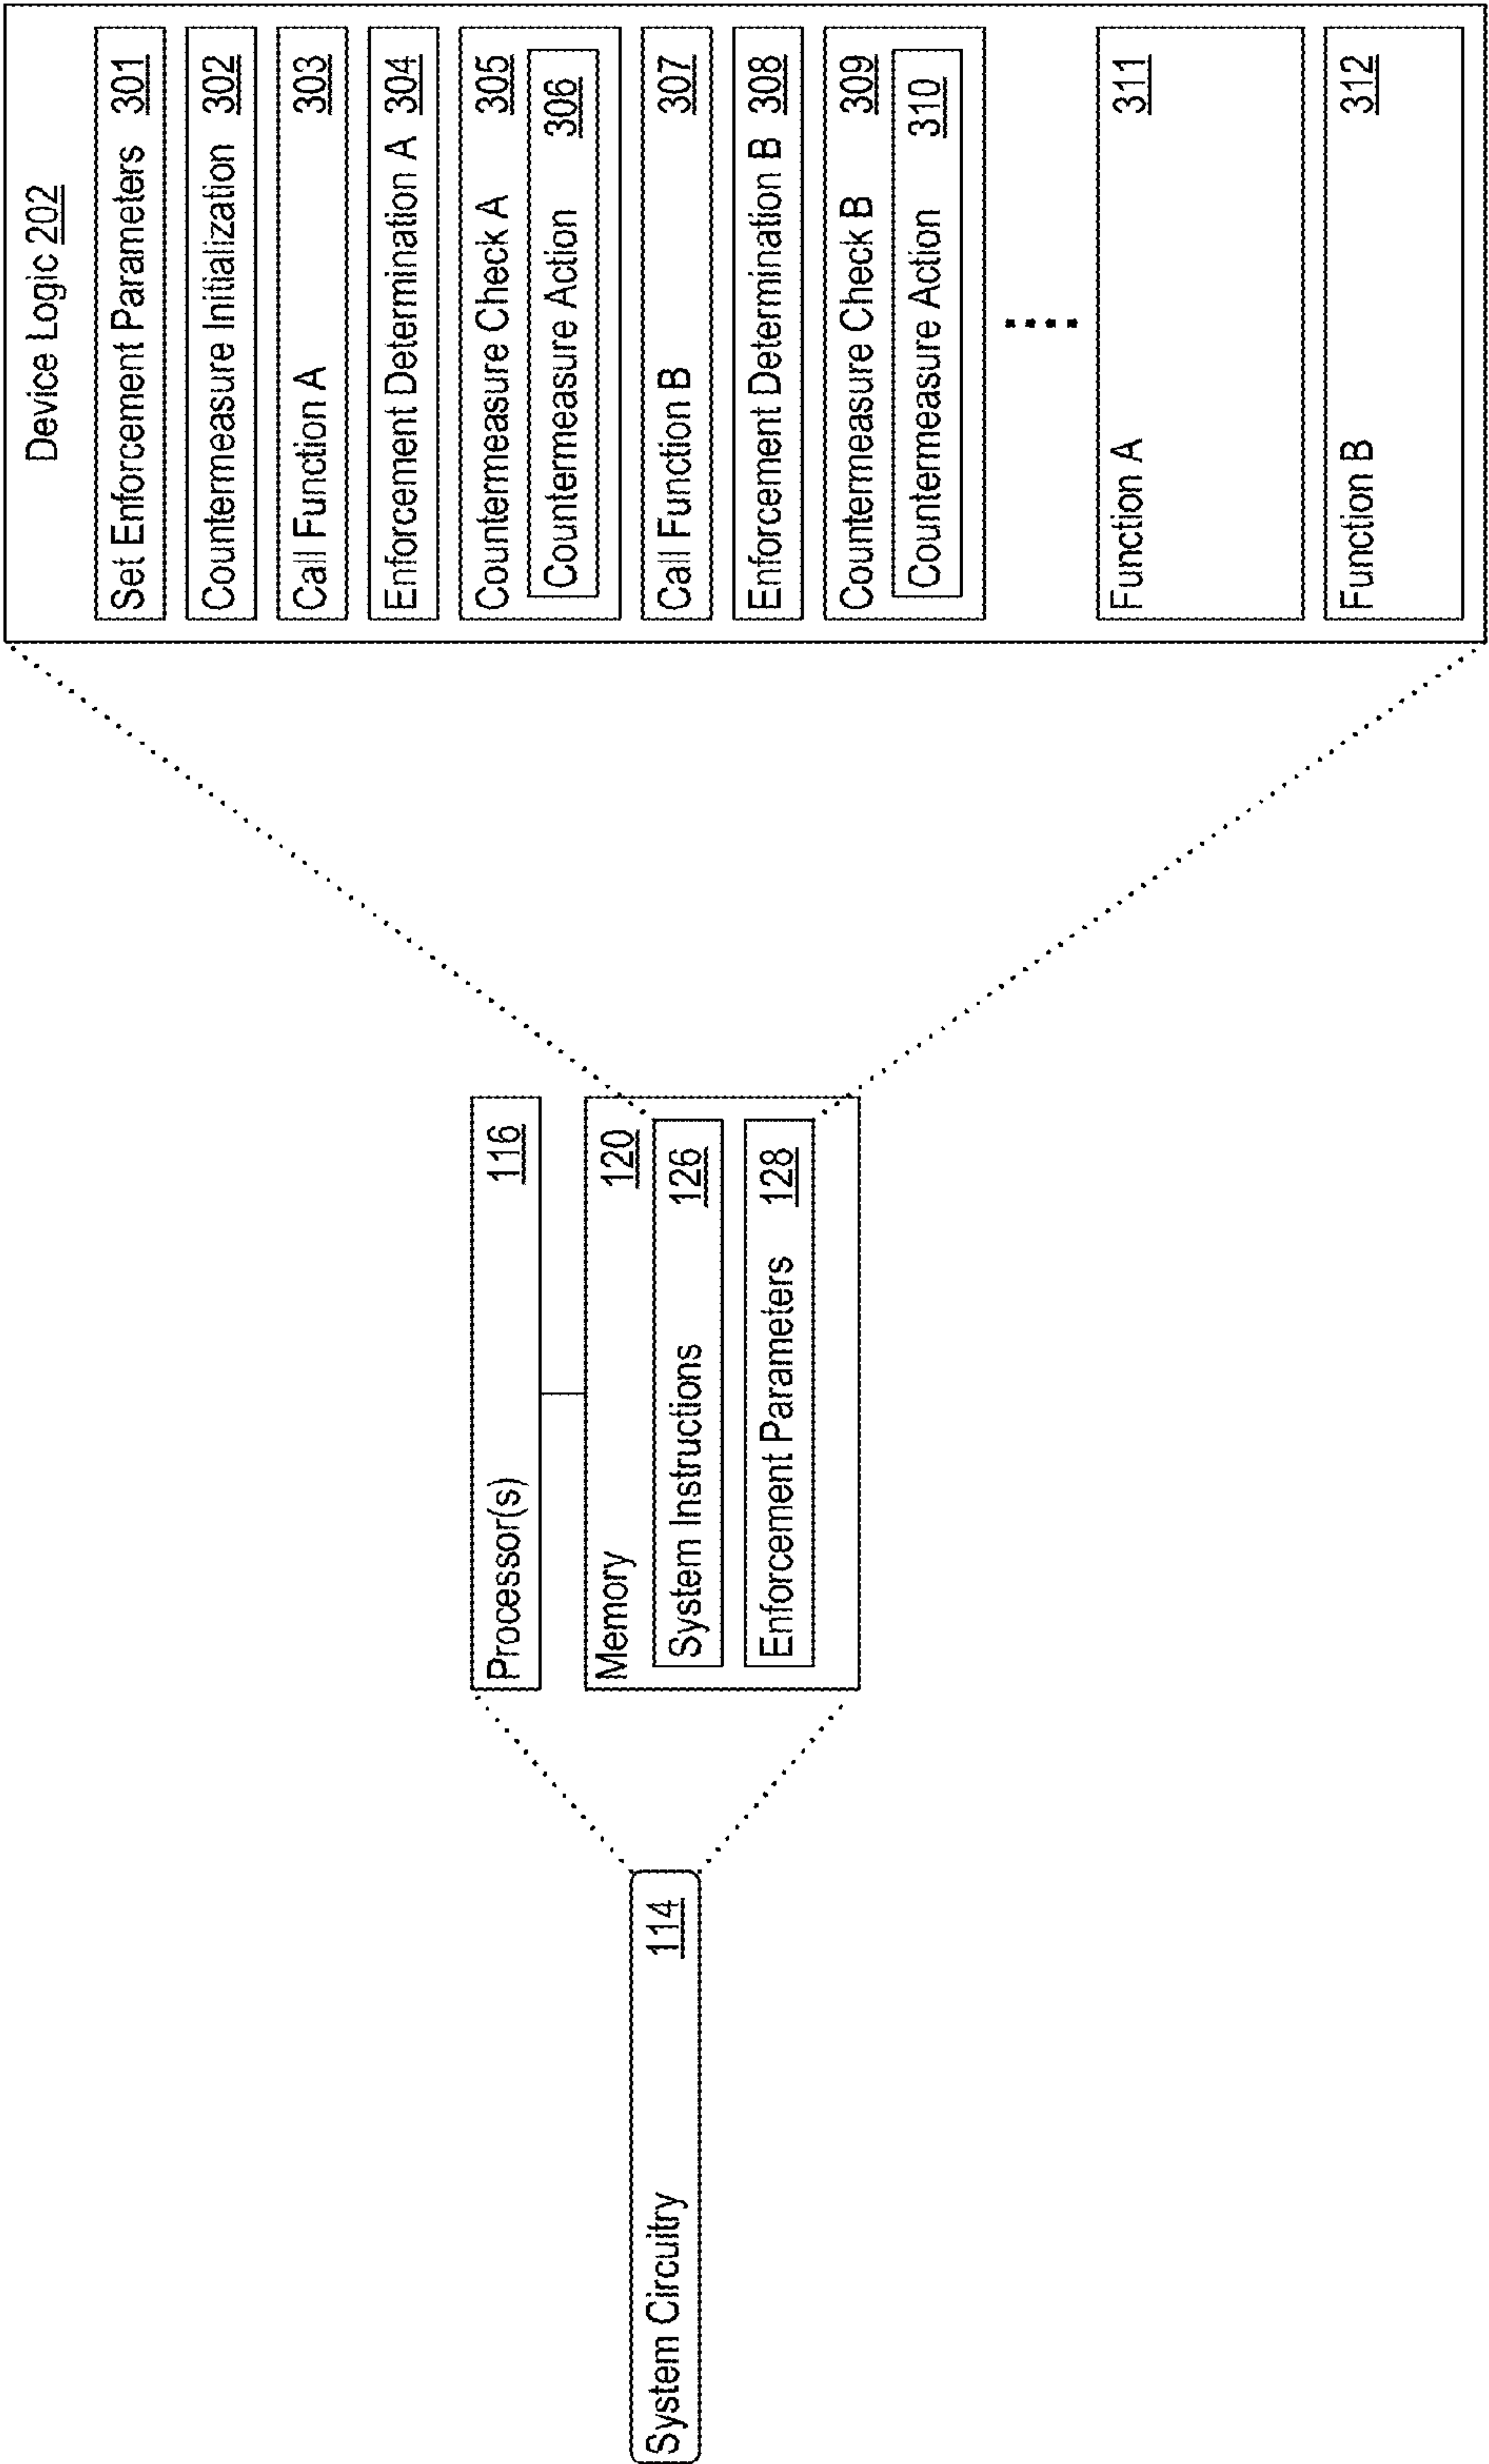 System Circuitry 114
Processor(s) 116
Memory 120
System Instructions 126
Enforcement Parameters 128
Device Logic 202
Set Enforcement Parameters 301
Countermeasure Initialization 302
Call Function A 303
Enforcement Determination A 304
Countermeasure Check A 305
Countermeasure Action 306
Call Function B 307
Enforcement Determination B 308
Countermeasure Check B 309
Countermeasure Action 310
....
Function A 311
Function B 312